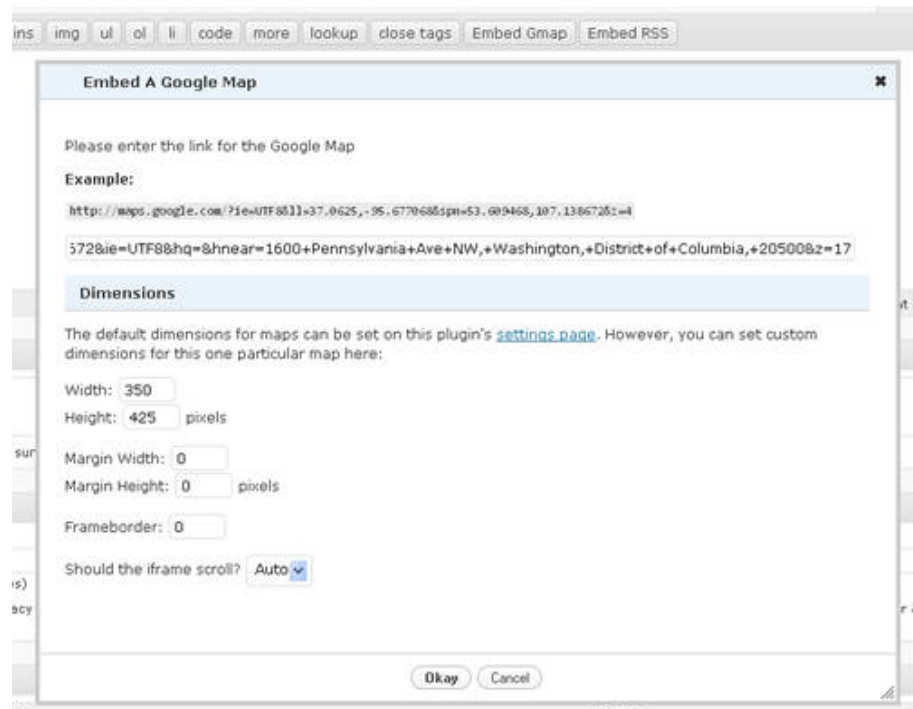 ins img ul ol li code more lookup close tags Embed Gmap Embed RSS
Embed A Google Map
Please enter the link for the Google Map
Example:
http://maps.google.com/?ie=UTF8&ll=37.0625,-95.677068&spn=53.609468,107.138672&z=4
572&ie=UTF8&hq=&hnear=1600+Pennsylvania+Ave+NW,+Washington,+District+of+Columbia,+20500&z=17
Dimensions
The default dimensions for maps can be set on this plugin's settings page. However, you can set custom
dimensions for this one particular map here:
Width: 350
Height: 425 pixels
sur
Margin Width: 0
Margin Height: 0 pixels
Frameborder: 0
Should the iframe scroll? Auto
acy
Okay Cancel